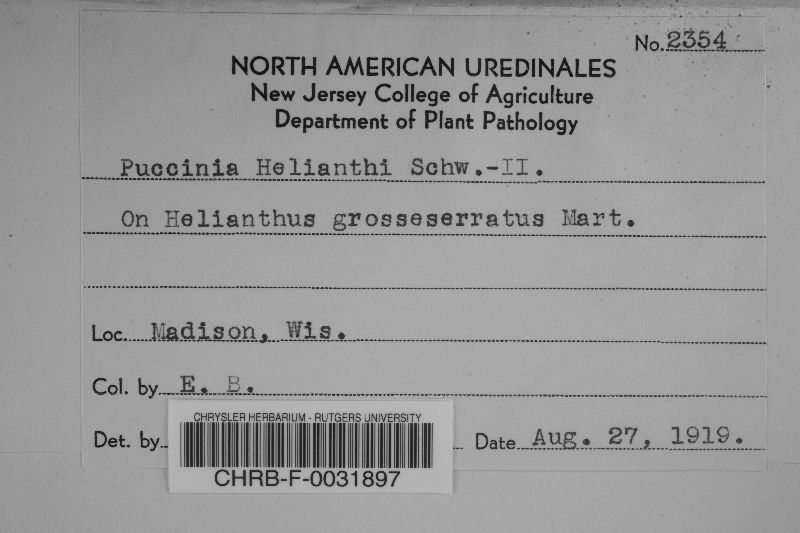 No. 2354
NORTH AMERICAN UREDINALES
New Jersey College of Agriculture
Department of Plant Pathology
Puccinia Helianthi Schw.-II.
On Helianthus grosseserratus Mart.
Loc. Madison, Wis.
Col. by E. B.
Det. by
Date Aug. 27, 1919.
CHRYSLER HERBARIUM - RUTGERS UNIVERSITY
CHRB-F-0031897